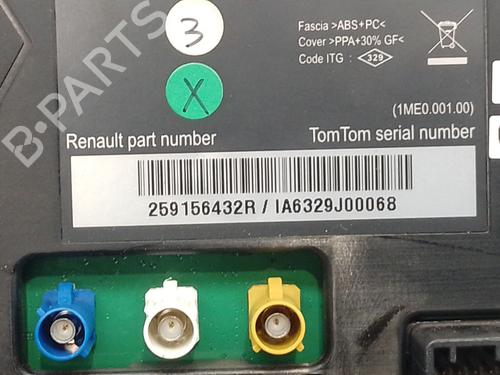 3
Fascia >ABS+PC<
Cover >PPA+30% GF<
Code ITG : 329
X
(1ME0.001.00)
Renault part number
TomTom serial number
259156432R / IA6329J00068
B-PARTS